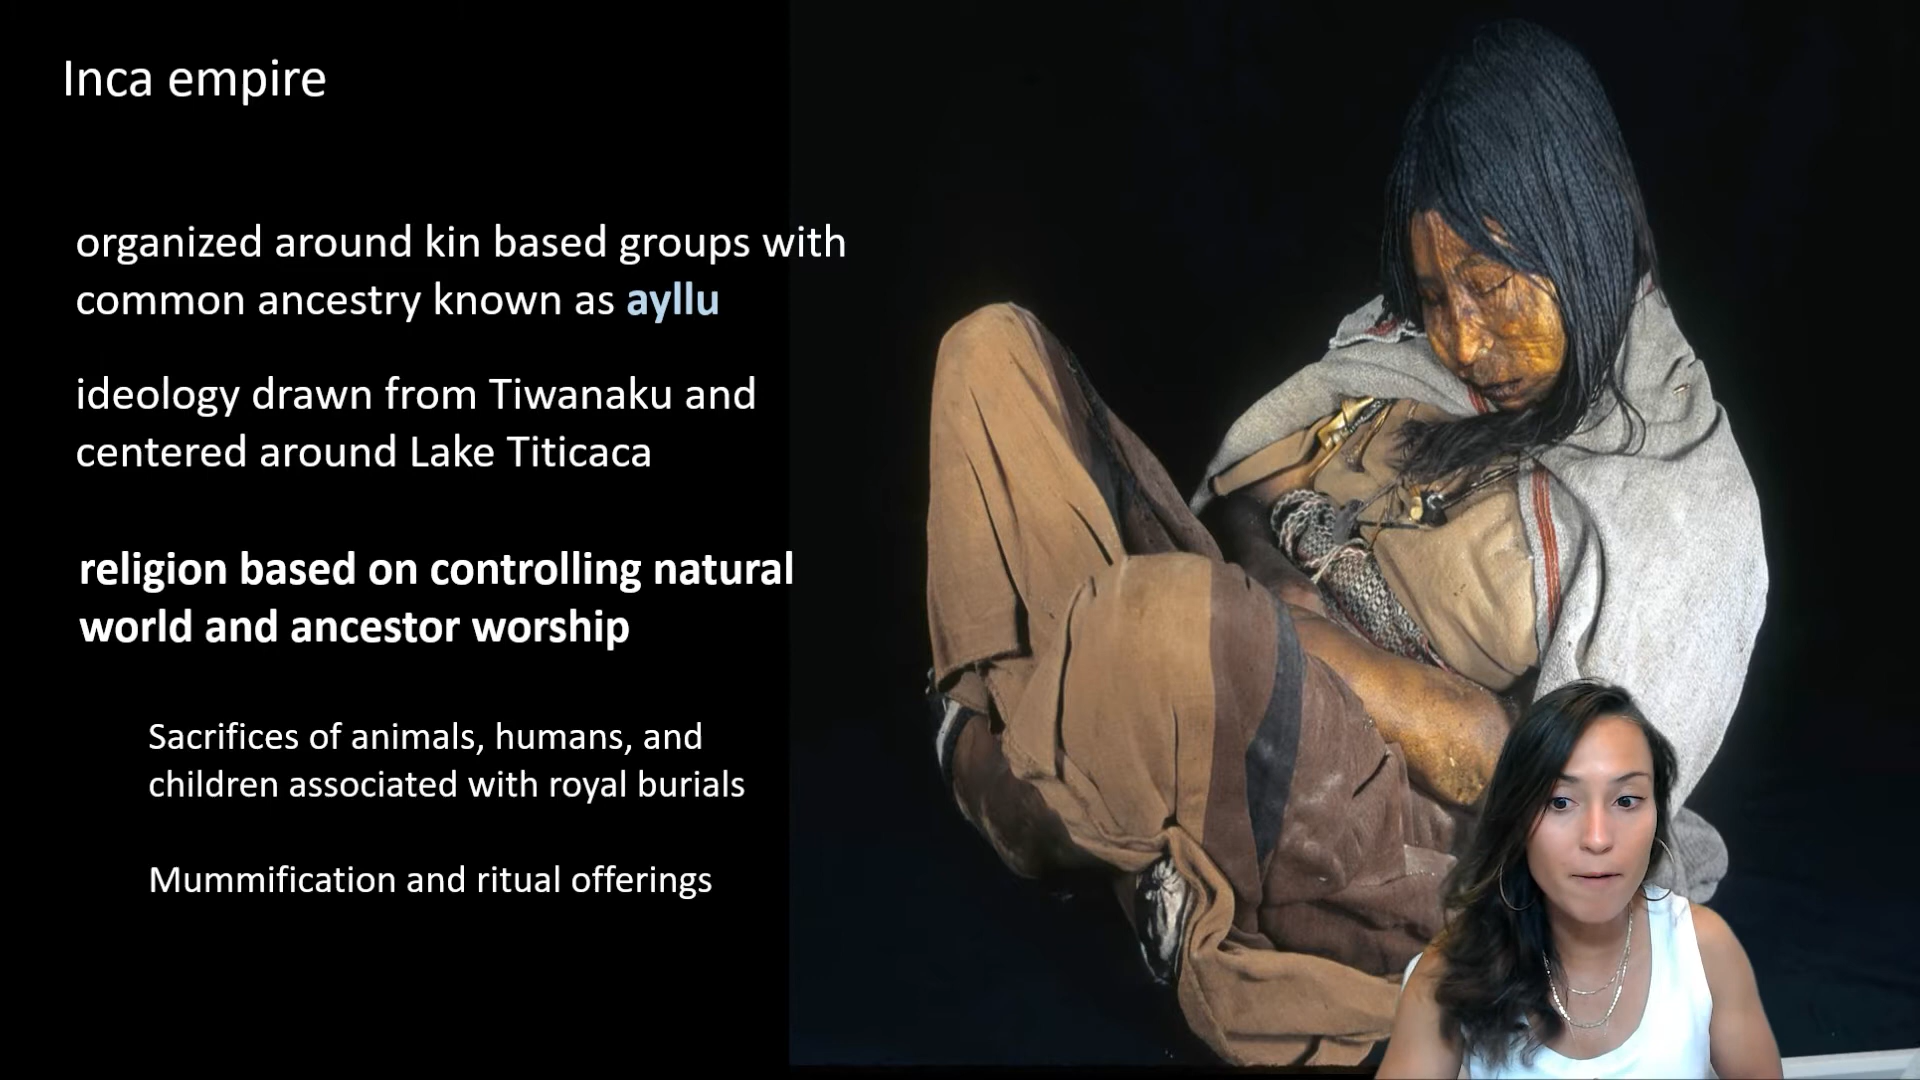 Inca empire
organized around kin based groups with
common ancestry known as ayllu
ideology drawn from Tiwanaku and
centered around Lake Titicaca
religion based on controlling natural
world and ancestor worship
Sacrifices of animals, humans, and
children associated with royal burials
Mummification and ritual offerings